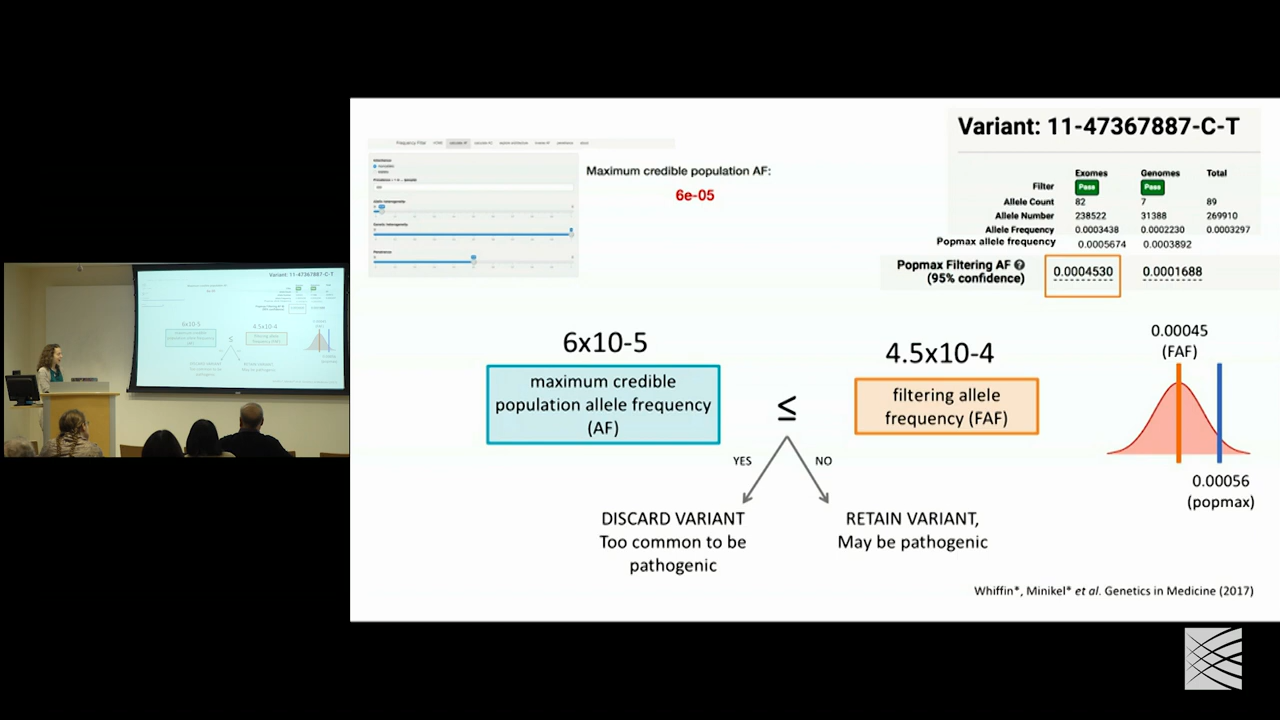 Variant: 11-47367887-C-T
Frequency Filter
Maximum credible population AF:
6e-05
Exomes Genomes Total
Filter Pass Pass
Allele Count 82 7 89
Allele Number 238522 31388 269910
Allele Frequency 0.0003438 0.0002230 0.0003297
Popmax allele frequency 0.0005674 0.0003892
Popmax Filtering AF ?
(95% confidence) 0.0004530 0.0001688
6x10-5
maximum credible
population allele frequency
(AF)
≤
4.5x10-4
filtering allele
frequency (FAF)
0.00045
(FAF)
0.00056
(popmax)
YES NO
DISCARD VARIANT
Too common to be
pathogenic
RETAIN VARIANT,
May be pathogenic
Whiffin*, Minikel* et al. Genetics in Medicine (2017)